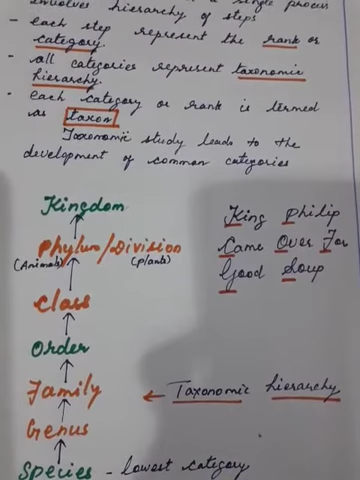 involves hierarchy of steps
- each step represent the rank or
category.
- all categories represent taxonomic
hierarchy.
- each category or rank is termed
as taxon
Taxonomic study leads to the
development of common categories
Kingdom
Phylum/Division
(Animals) (plants)
Class
Order
Family
Genus
Species - lowest category
King Philip
Came Over For
Good Soup
← Taxonomic hierarchy